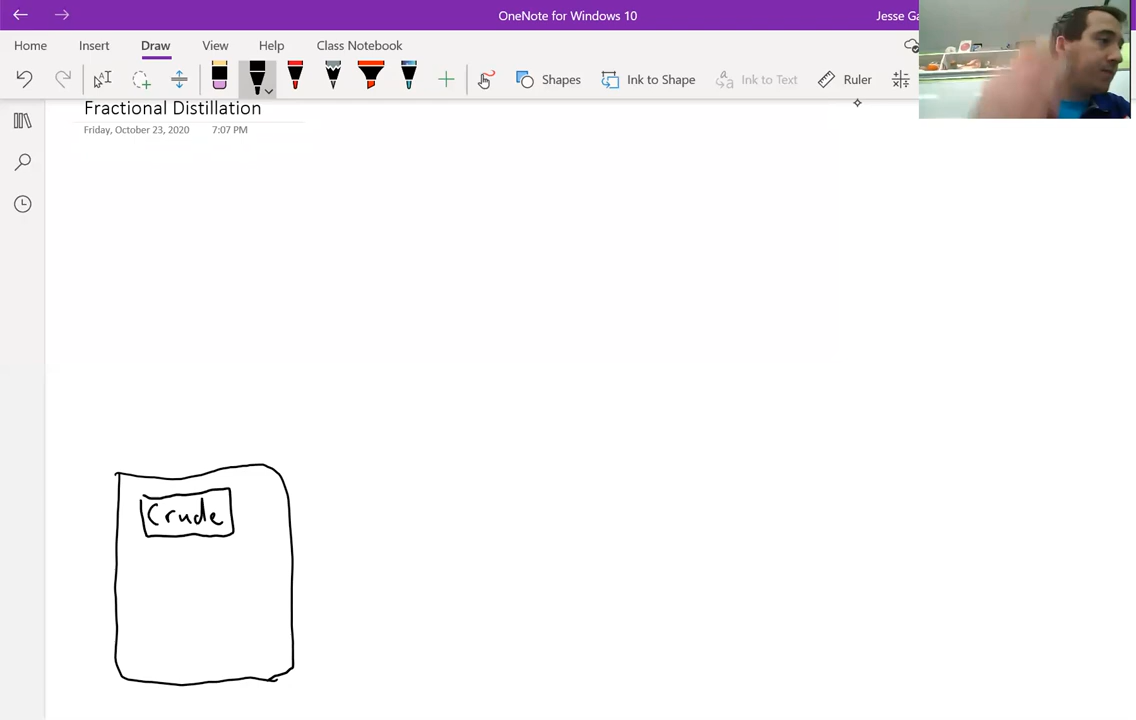 OneNote for Windows 10
Jesse Ga
Home Insert Draw View Help Class Notebook
Shapes Ink to Shape Ink to Text Ruler
Fractional Distillation
Friday, October 23, 2020 7:07 PM
Crude